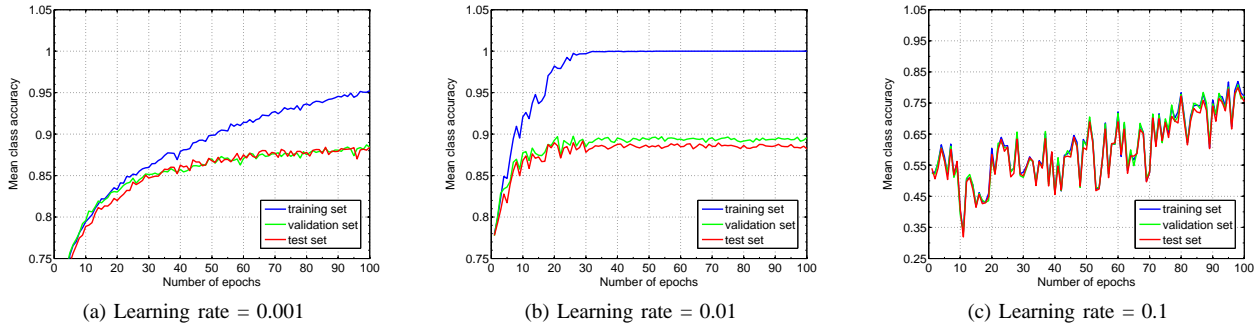 1.05
1
0.95
0.9
0.85
0.8
0.75
Mean class accuracy
0 10 20 30 40 50 60 70 80 90 100
Number of epochs
training set
validation set
test set
(a) Learning rate = 0.001
1.05
1
0.95
0.9
0.85
0.8
0.75
Mean class accuracy
0 10 20 30 40 50 60 70 80 90 100
Number of epochs
training set
validation set
test set
(b) Learning rate = 0.01
1.05
0.95
0.85
0.75
0.65
0.55
0.45
0.35
0.25
Mean class accuracy
0 10 20 30 40 50 60 70 80 90 100
Number of epochs
training set
validation set
test set
(c) Learning rate = 0.1